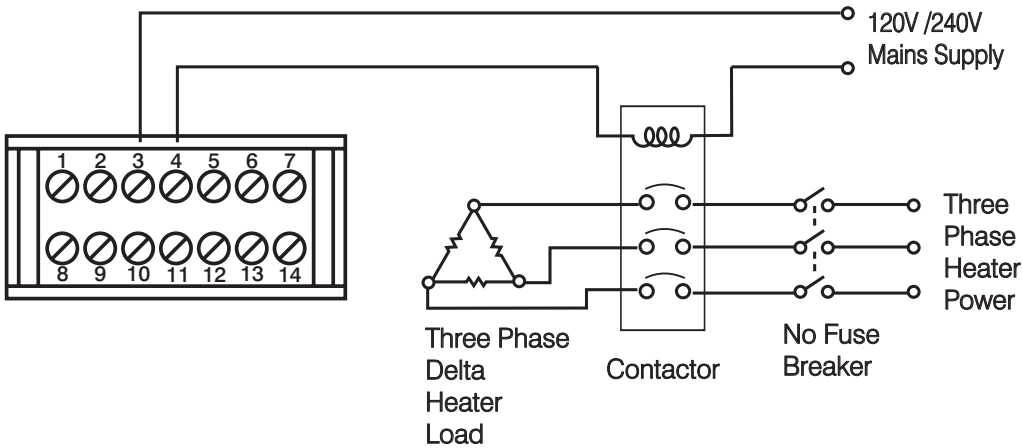 120V /240V
Mains Supply
1 2 3 4 5 6 7
8 9 10 11 12 13 14
Three
Phase
Heater
Power
Three Phase
Delta
Heater
Load
Contactor
No Fuse
Breaker